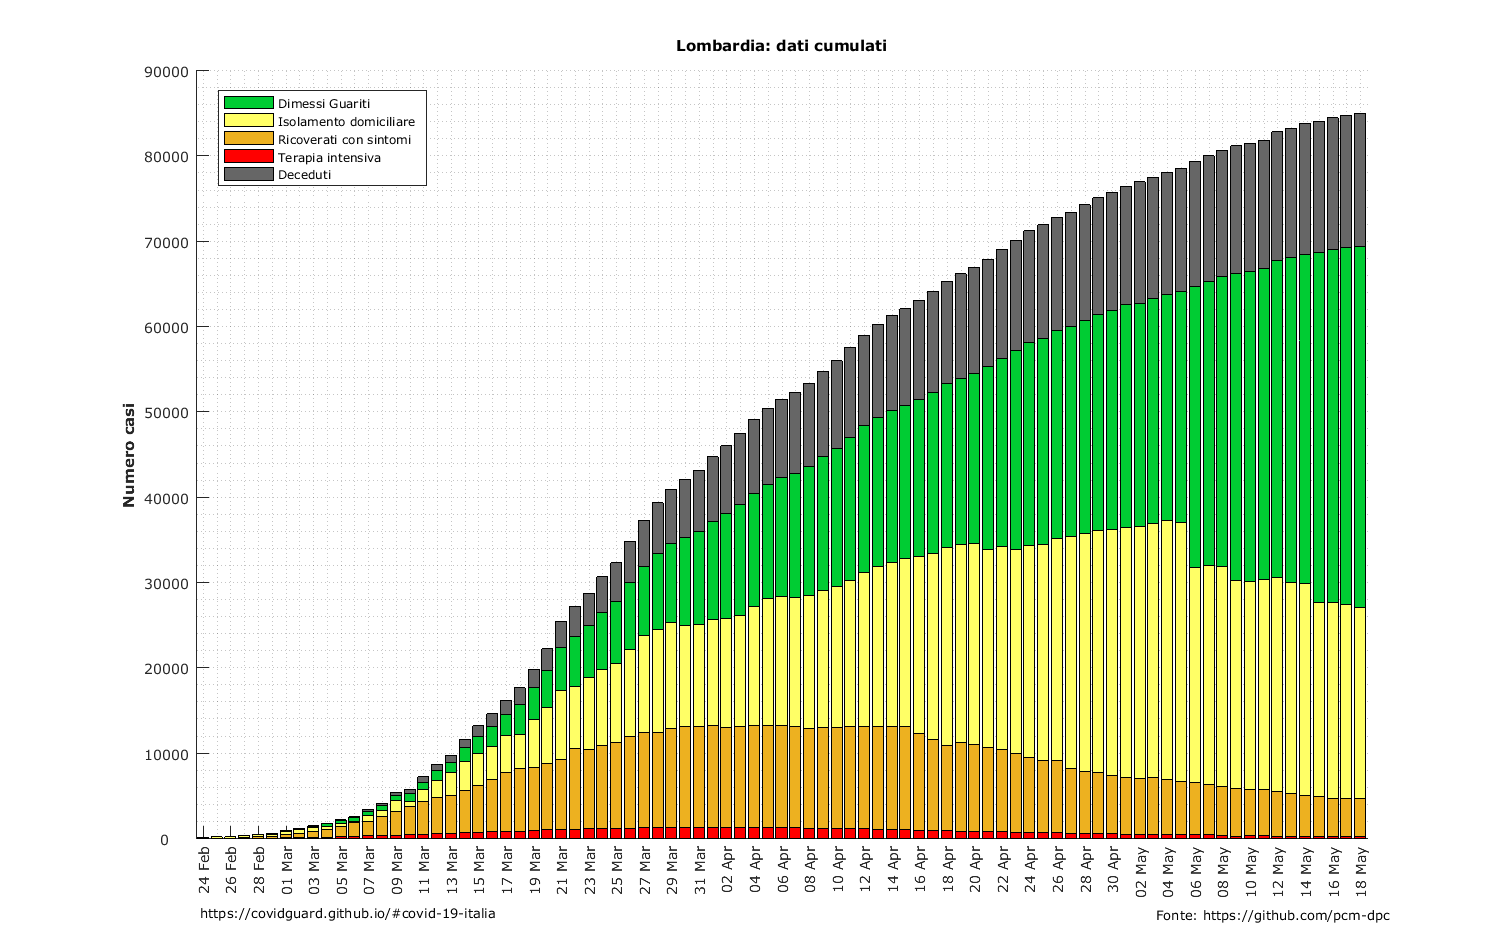 Lombardia: dati cumulati
90000
80000
70000
60000
50000
40000
30000
20000
10000
0
Numero casi
Dimessi Guariti
Isolamento domiciliare
Ricoverati con sintomi
Terapia intensiva
Deceduti
24 Feb
26 Feb
28 Feb
01 Mar
03 Mar
05 Mar
07 Mar
09 Mar
11 Mar
13 Mar
15 Mar
17 Mar
19 Mar
21 Mar
23 Mar
25 Mar
27 Mar
29 Mar
31 Mar
02 Apr
04 Apr
06 Apr
08 Apr
10 Apr
12 Apr
14 Apr
16 Apr
18 Apr
20 Apr
22 Apr
24 Apr
26 Apr
28 Apr
30 Apr
02 May
04 May
06 May
08 May
10 May
12 May
14 May
16 May
18 May
https://covidguard.github.io/#covid-19-italia
Fonte: https://github.com/pcm-dpc